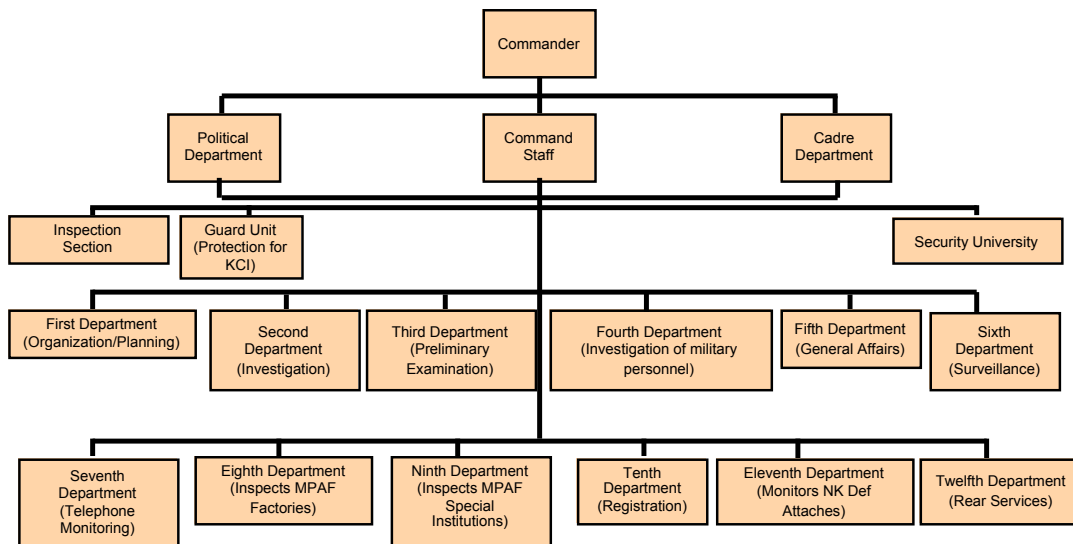 Commander
Political
Department
Command
Staff
Cadre
Department
Inspection
Section
Guard Unit
(Protection for
KCI)
Security University
First Department
(Organization/Planning)
Second
Department
(Investigation)
Third Department
(Preliminary
Examination)
Fourth Department
(Investigation of military
personnel)
Fifth Department
(General Affairs)
Sixth
Department
(Surveillance)
Seventh
Department
(Telephone
Monitoring)
Eighth Department
(Inspects MPAF
Factories)
Ninth Department
(Inspects MPAF
Special
Institutions)
Tenth
Department
(Registration)
Eleventh Department
(Monitors NK Def
Attaches)
Twelfth Department
(Rear Services)